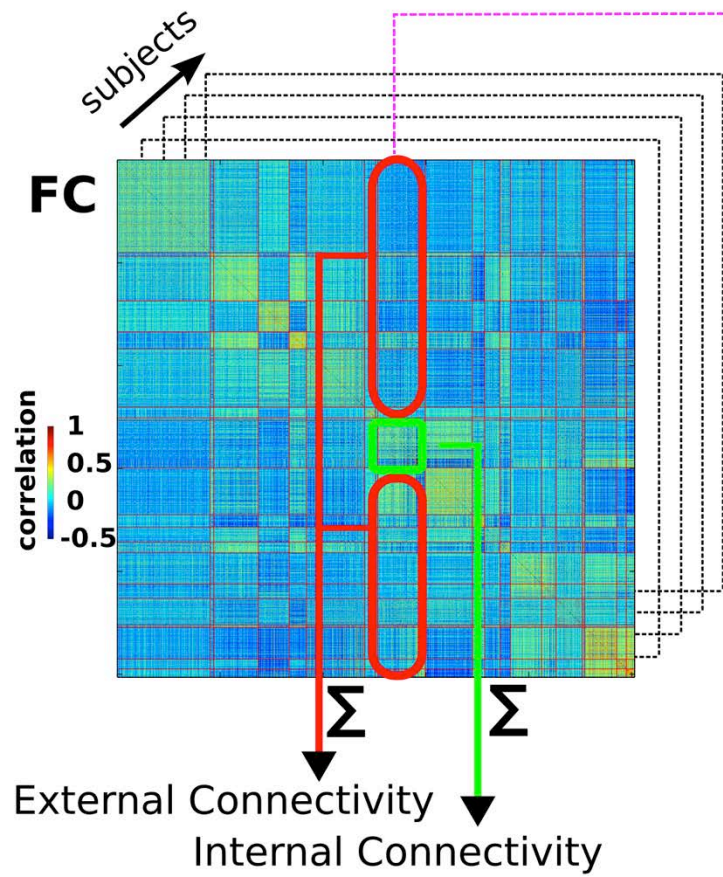 subjects
FC
correlation
1
0.5
0
-0.5
Σ
Σ
External Connectivity
Internal Connectivity